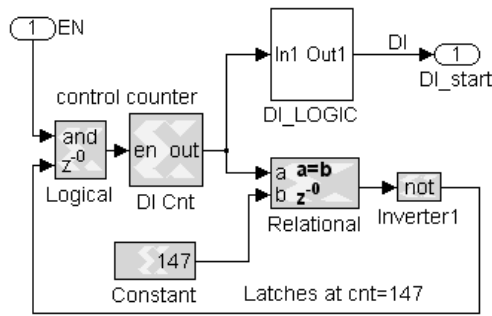 1
EN
control counter
and
z-0
Logical
en out
DI Cnt
In1 Out1
DI_LOGIC
DI
1
DI_start
a
b
a=b
z-0
Relational
not
Inverter1
147
Constant
Latches at cnt=147